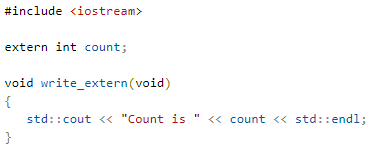 #include <iostream>
extern int count;
void write_extern(void)
{
std::cout << "Count is " << count << std::endl;
}